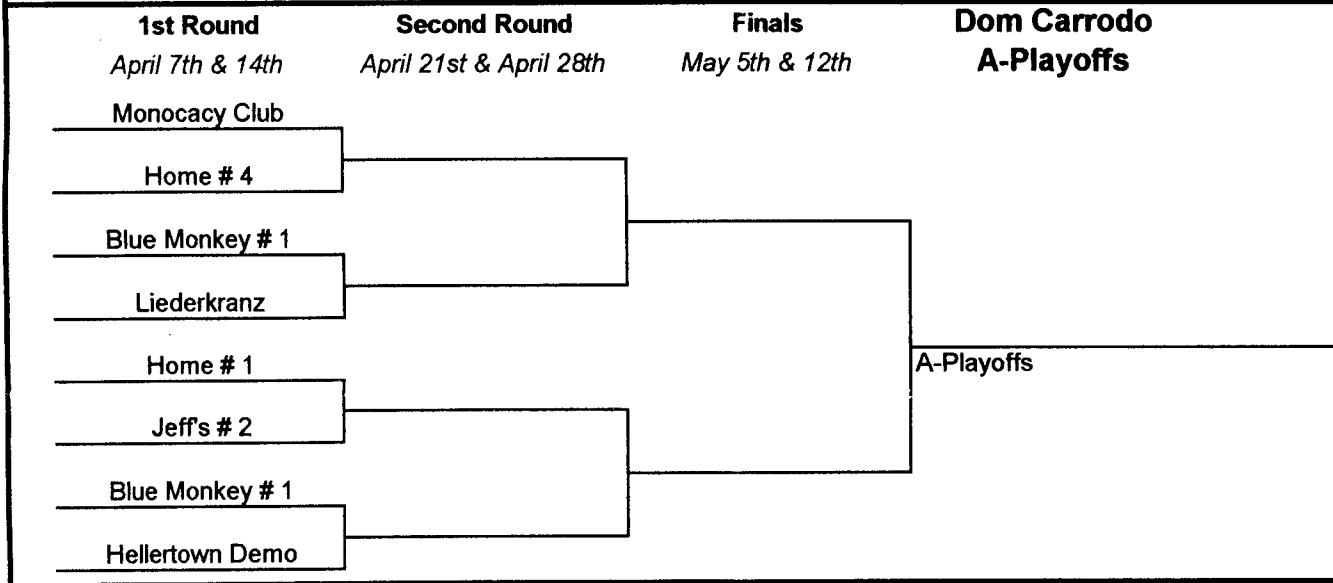 1st Round
Second Round
Finals
Dom Carrodo
A-Playoffs
April 7th & 14th
April 21st & April 28th
May 5th & 12th
Monocacy Club
Home # 4
Blue Monkey # 1
Liederkranz
Home # 1
A-Playoffs
Jeff's # 2
Blue Monkey # 1
Hellertown Demo